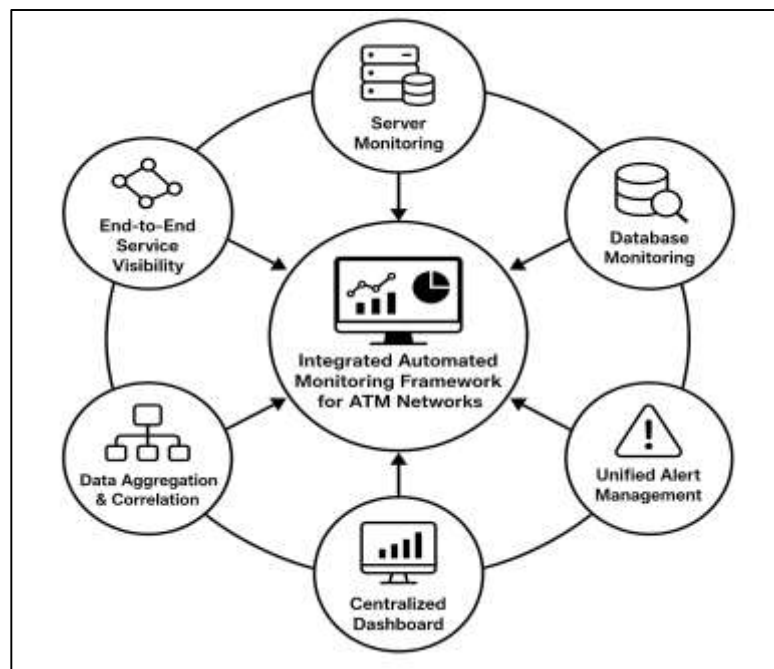 Server
Monitoring
End-to-End
Service
Visibility
Database
Monitoring
Integrated Automated
Monitoring Framework
for ATM Networks
Data Aggregation
& Correlation
Unified Alert
Management
Centralized
Dashboard